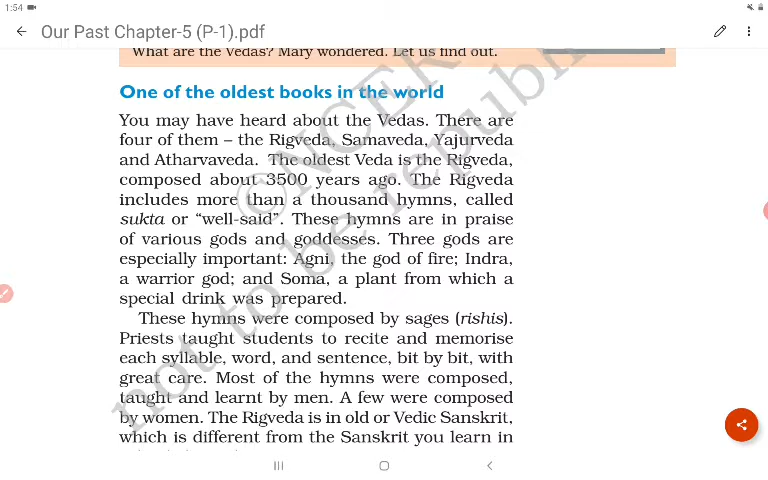 1:54
Our Past Chapter-5 (P-1).pdf
What are the Vedas? Mary wondered. Let us find out.
One of the oldest books in the world
You may have heard about the Vedas. There are
four of them – the Rigveda, Samaveda, Yajurveda
and Atharvaveda. The oldest Veda is the Rigveda,
composed about 3500 years ago. The Rigveda
includes more than a thousand hymns, called
sukta or “well-said”. These hymns are in praise
of various gods and goddesses. Three gods are
especially important: Agni, the god of fire; Indra,
a warrior god; and Soma, a plant from which a
special drink was prepared.
These hymns were composed by sages (rishis).
Priests taught students to recite and memorise
each syllable, word, and sentence, bit by bit, with
great care. Most of the hymns were composed,
taught and learnt by men. A few were composed
by women. The Rigveda is in old or Vedic Sanskrit,
which is different from the Sanskrit you learn in
©NCER
not to be republi